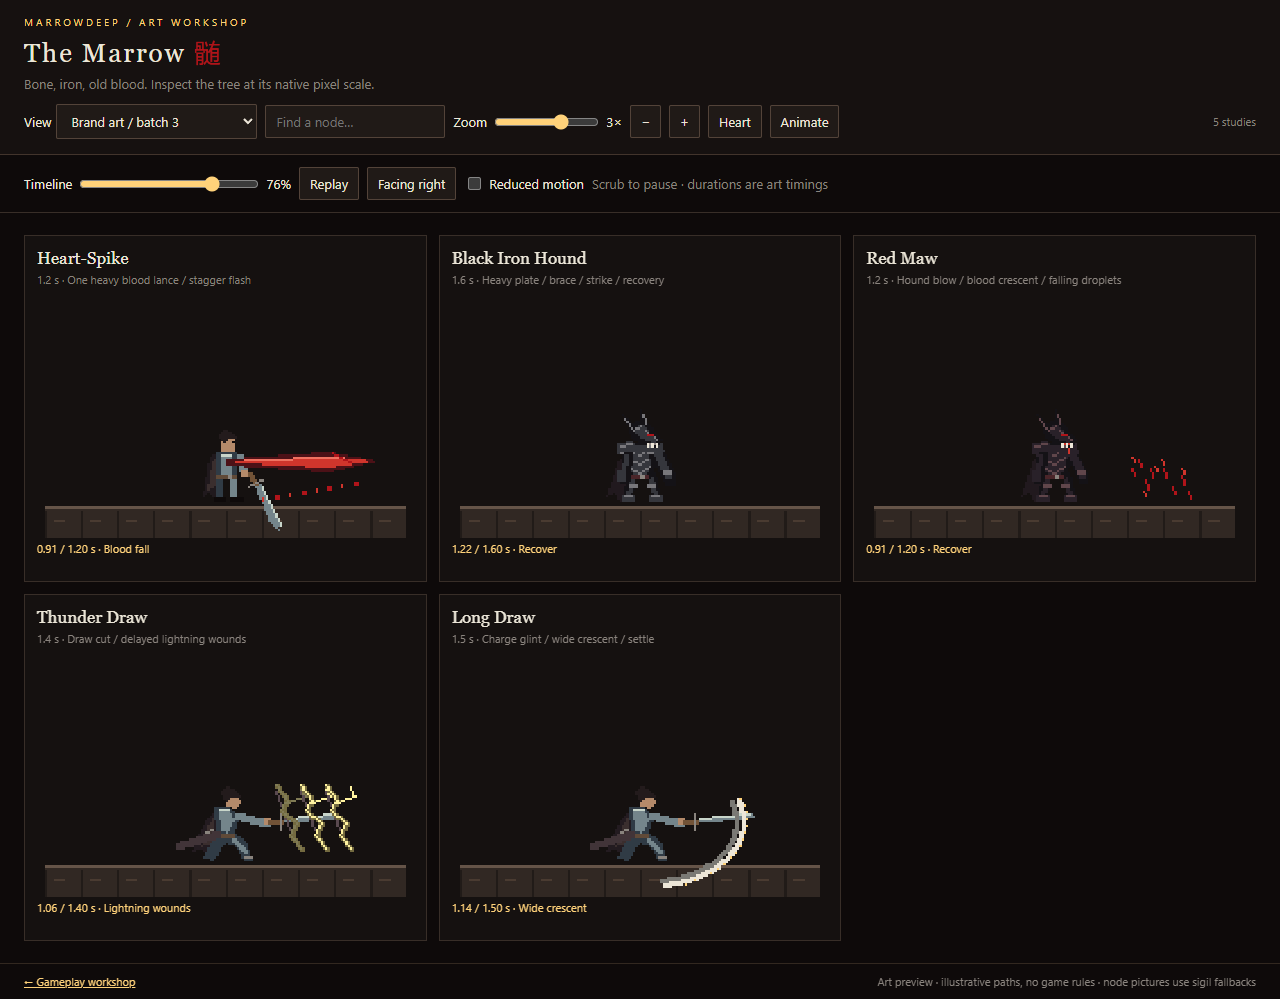 MARROWDEEP / ART WORKSHOP
The Marrow 髄
Bone, iron, old blood. Inspect the tree at its native pixel scale.
View Brand art / batch 3 Find a node... Zoom 3× − + Heart Animate 5 studies
Timeline 76% Replay Facing right Reduced motion Scrub to pause · durations are art timings
Heart-Spike
1.2 s · One heavy blood lance / stagger flash
0.91 / 1.20 s · Blood fall
Black Iron Hound
1.6 s · Heavy plate / brace / strike / recovery
1.22 / 1.60 s · Recover
Red Maw
1.2 s · Hound blow / blood crescent / falling droplets
0.91 / 1.20 s · Recover
Thunder Draw
1.4 s · Draw cut / delayed lightning wounds
1.06 / 1.40 s · Lightning wounds
Long Draw
1.5 s · Charge glint / wide crescent / settle
1.14 / 1.50 s · Wide crescent
← Gameplay workshop
Art preview · illustrative paths, no game rules · node pictures use sigil fallbacks